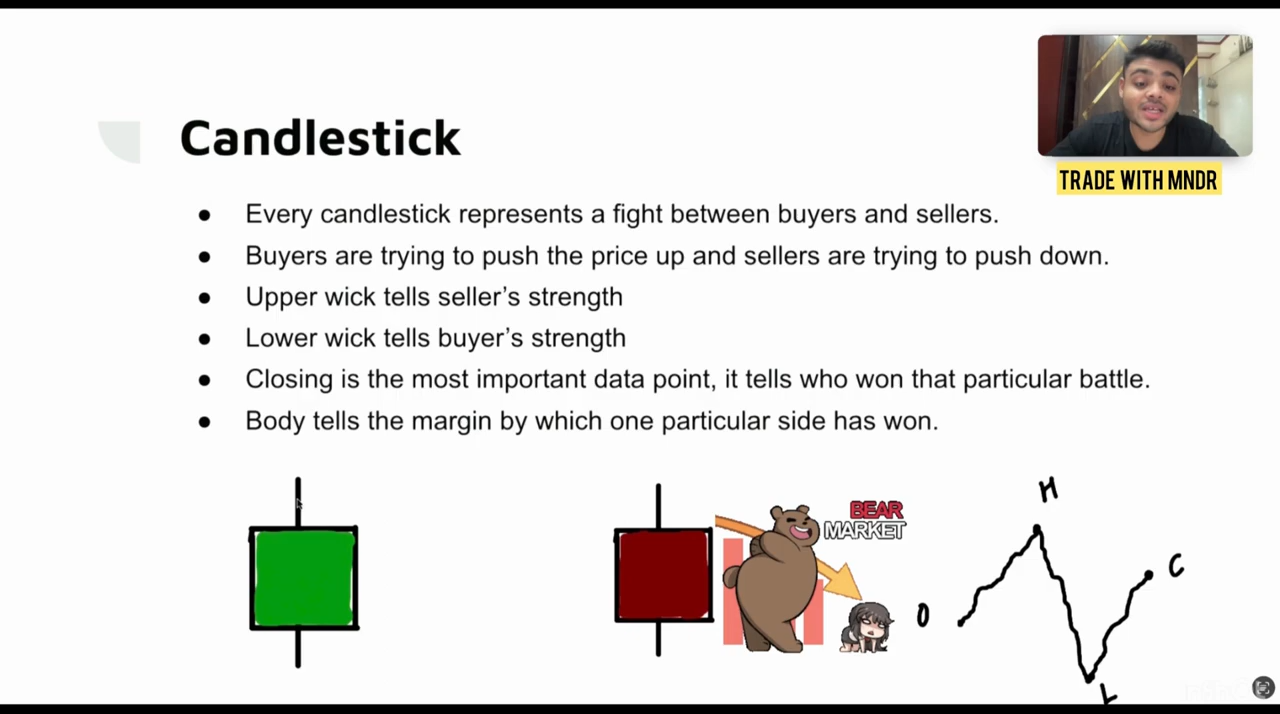 TRADE WITH MNDR
Candlestick
● Every candlestick represents a fight between buyers and sellers.
● Buyers are trying to push the price up and sellers are trying to push down.
● Upper wick tells seller’s strength
● Lower wick tells buyer’s strength
● Closing is the most important data point, it tells who won that particular battle.
● Body tells the margin by which one particular side has won.
BEAR
MARKET
H
C
O
L